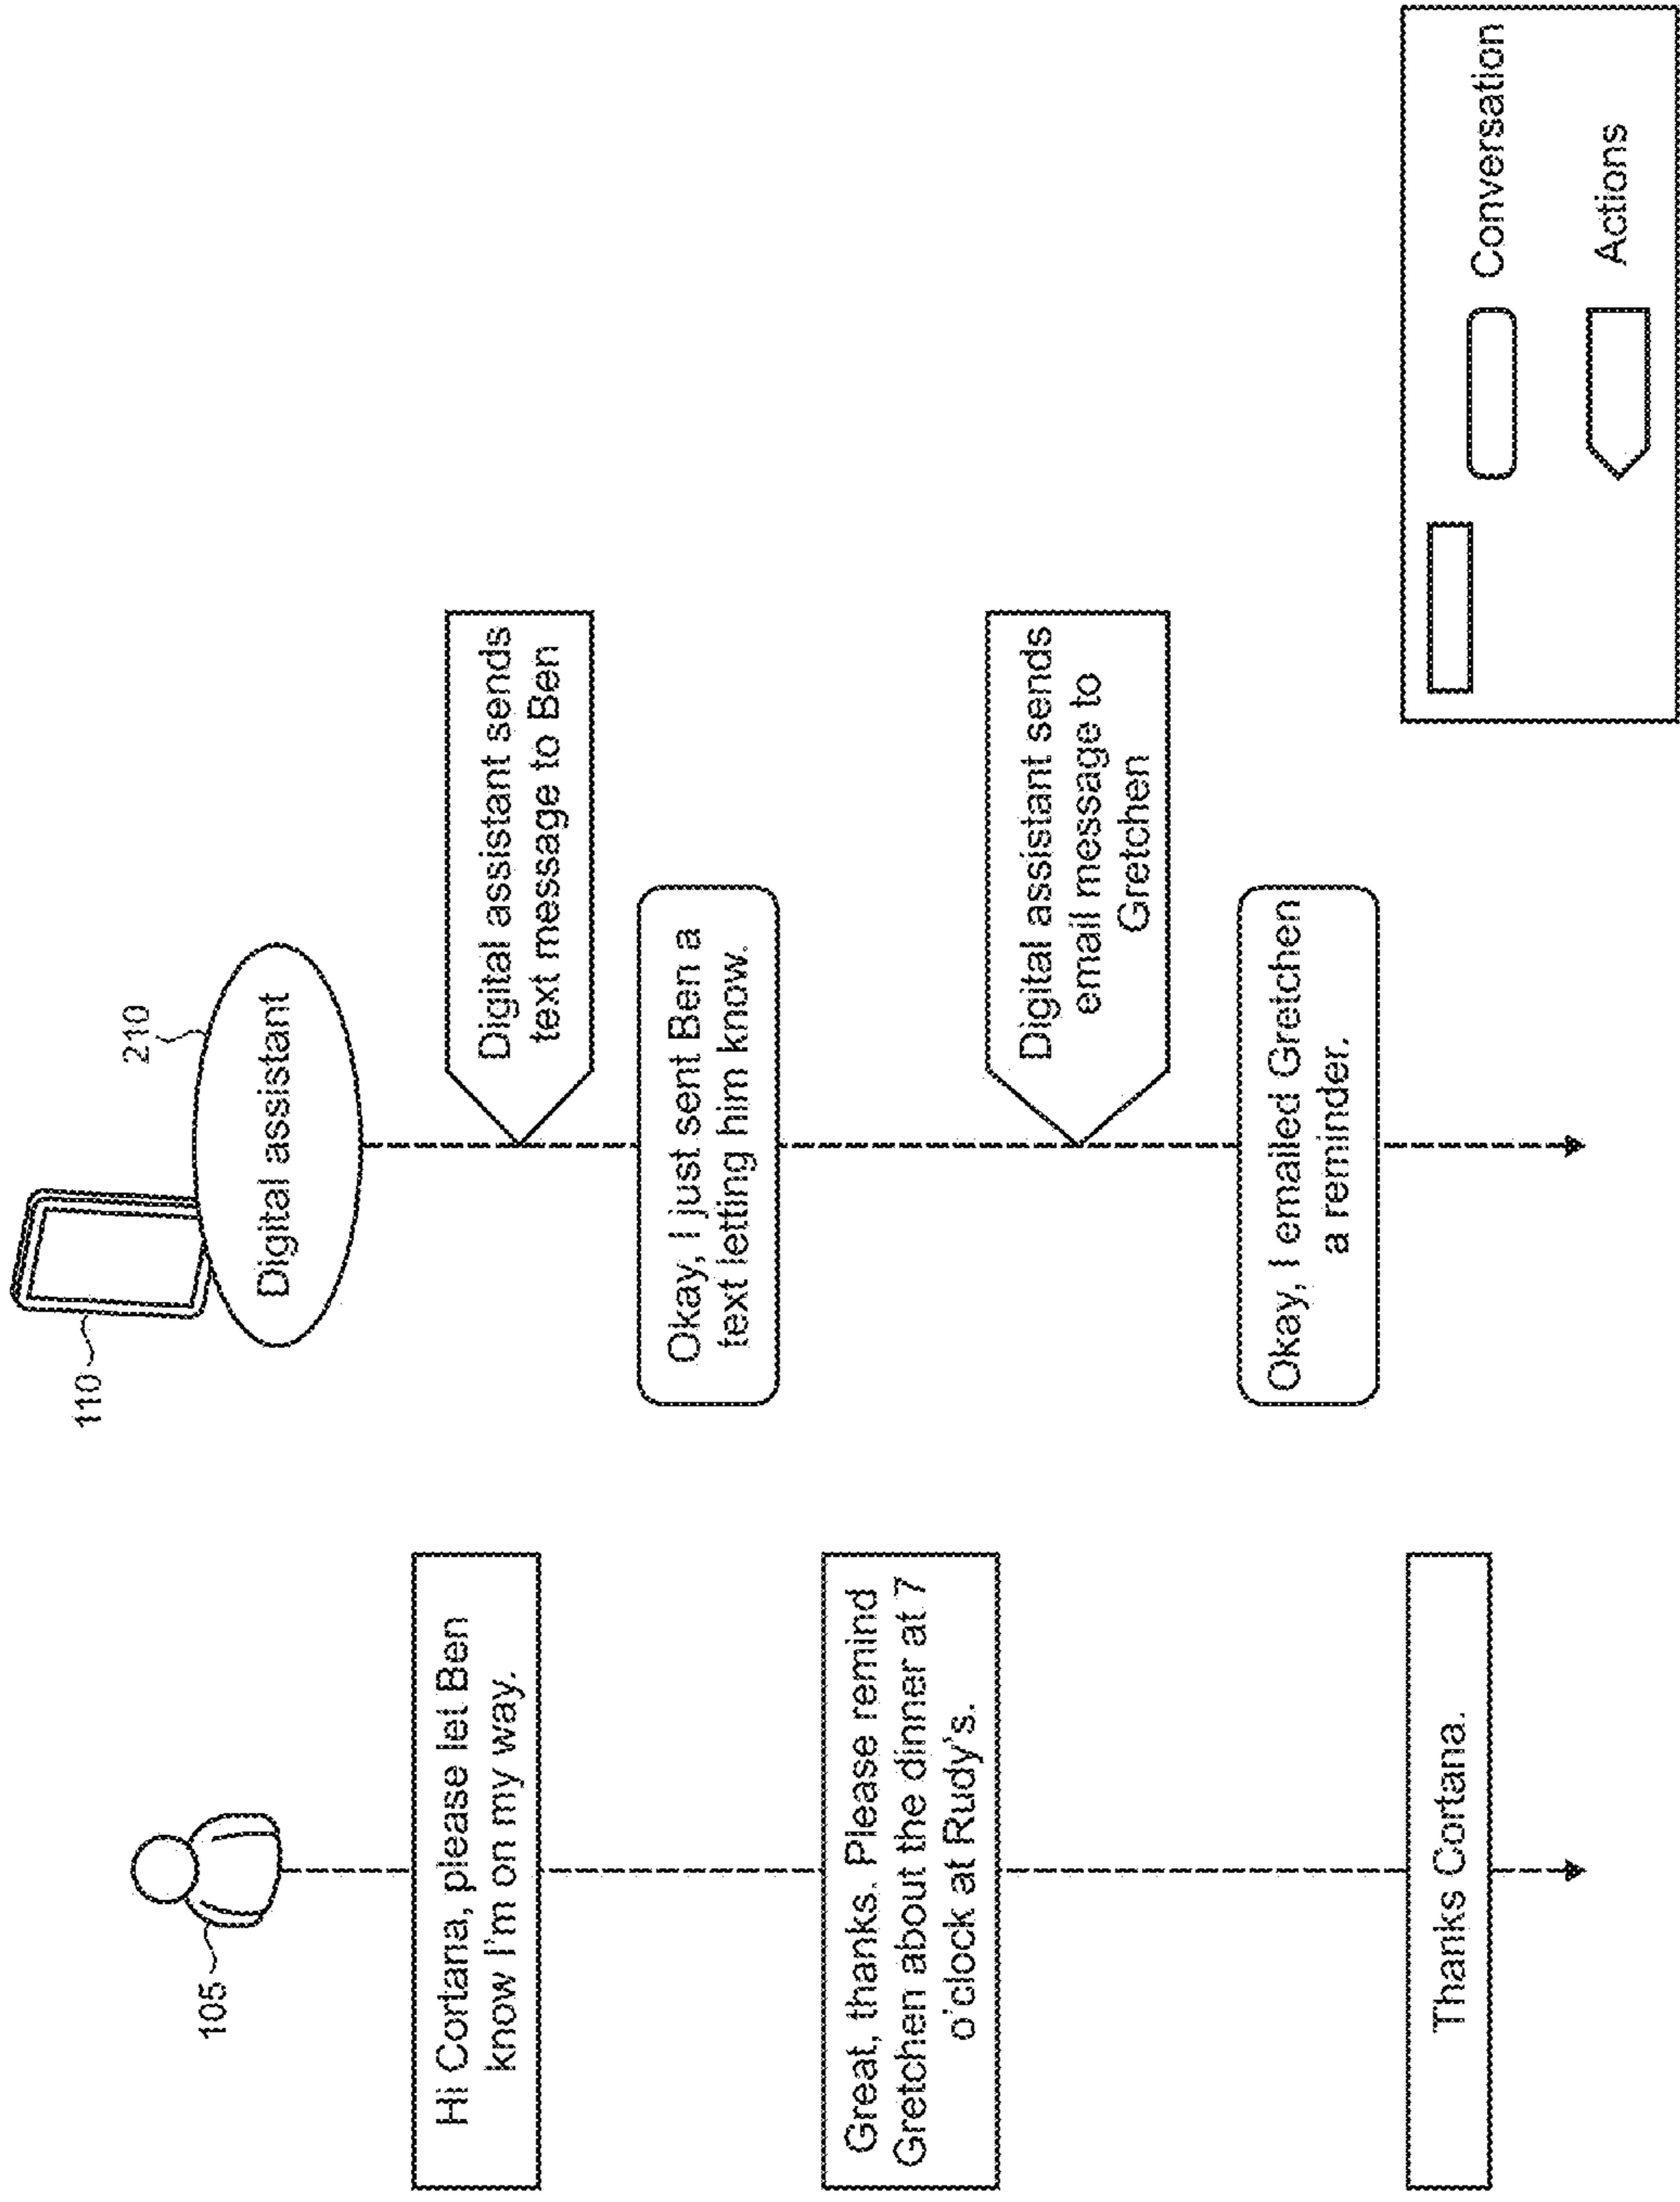 110
210
105
Digital assistant
Hi Cortana, please let Ben
know I'm on my way.
Digital assistant sends
text message to Ben
Okay, I just sent Ben a
text letting him know.
Great, thanks. Please remind
Gretchen about the dinner at 7
o'clock at Rudy's.
Digital assistant sends
email message to
Gretchen
Okay, I emailed Gretchen
a reminder.
Thanks Cortana.
Conversation
Actions